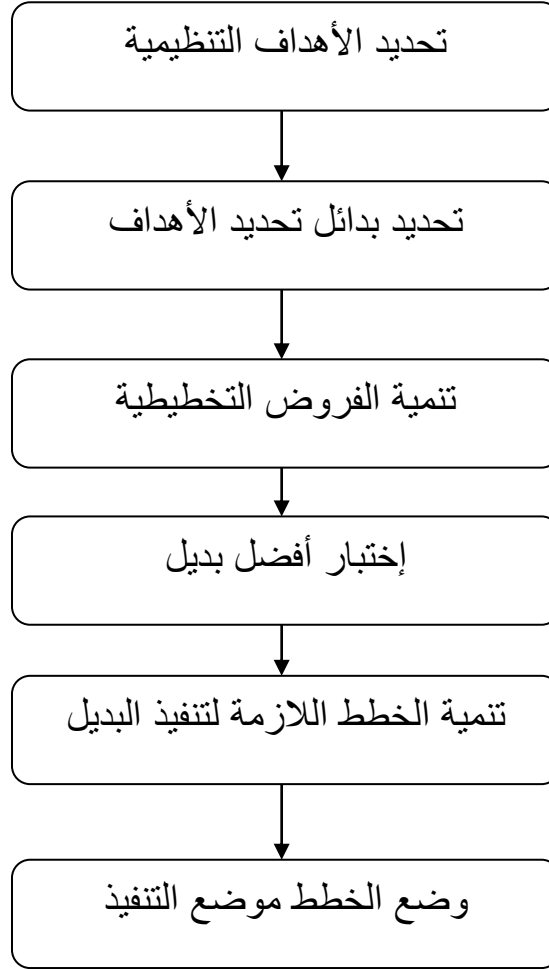 تحديد الأهداف التنظيمية
تحديد بدائل تحديد الأهداف
تنمية الفروض التخطيطية
إختبار أفضل بديل
تنمية الخطط اللازمة لتنفيذ البديل
وضع الخطط موضع التنفيذ